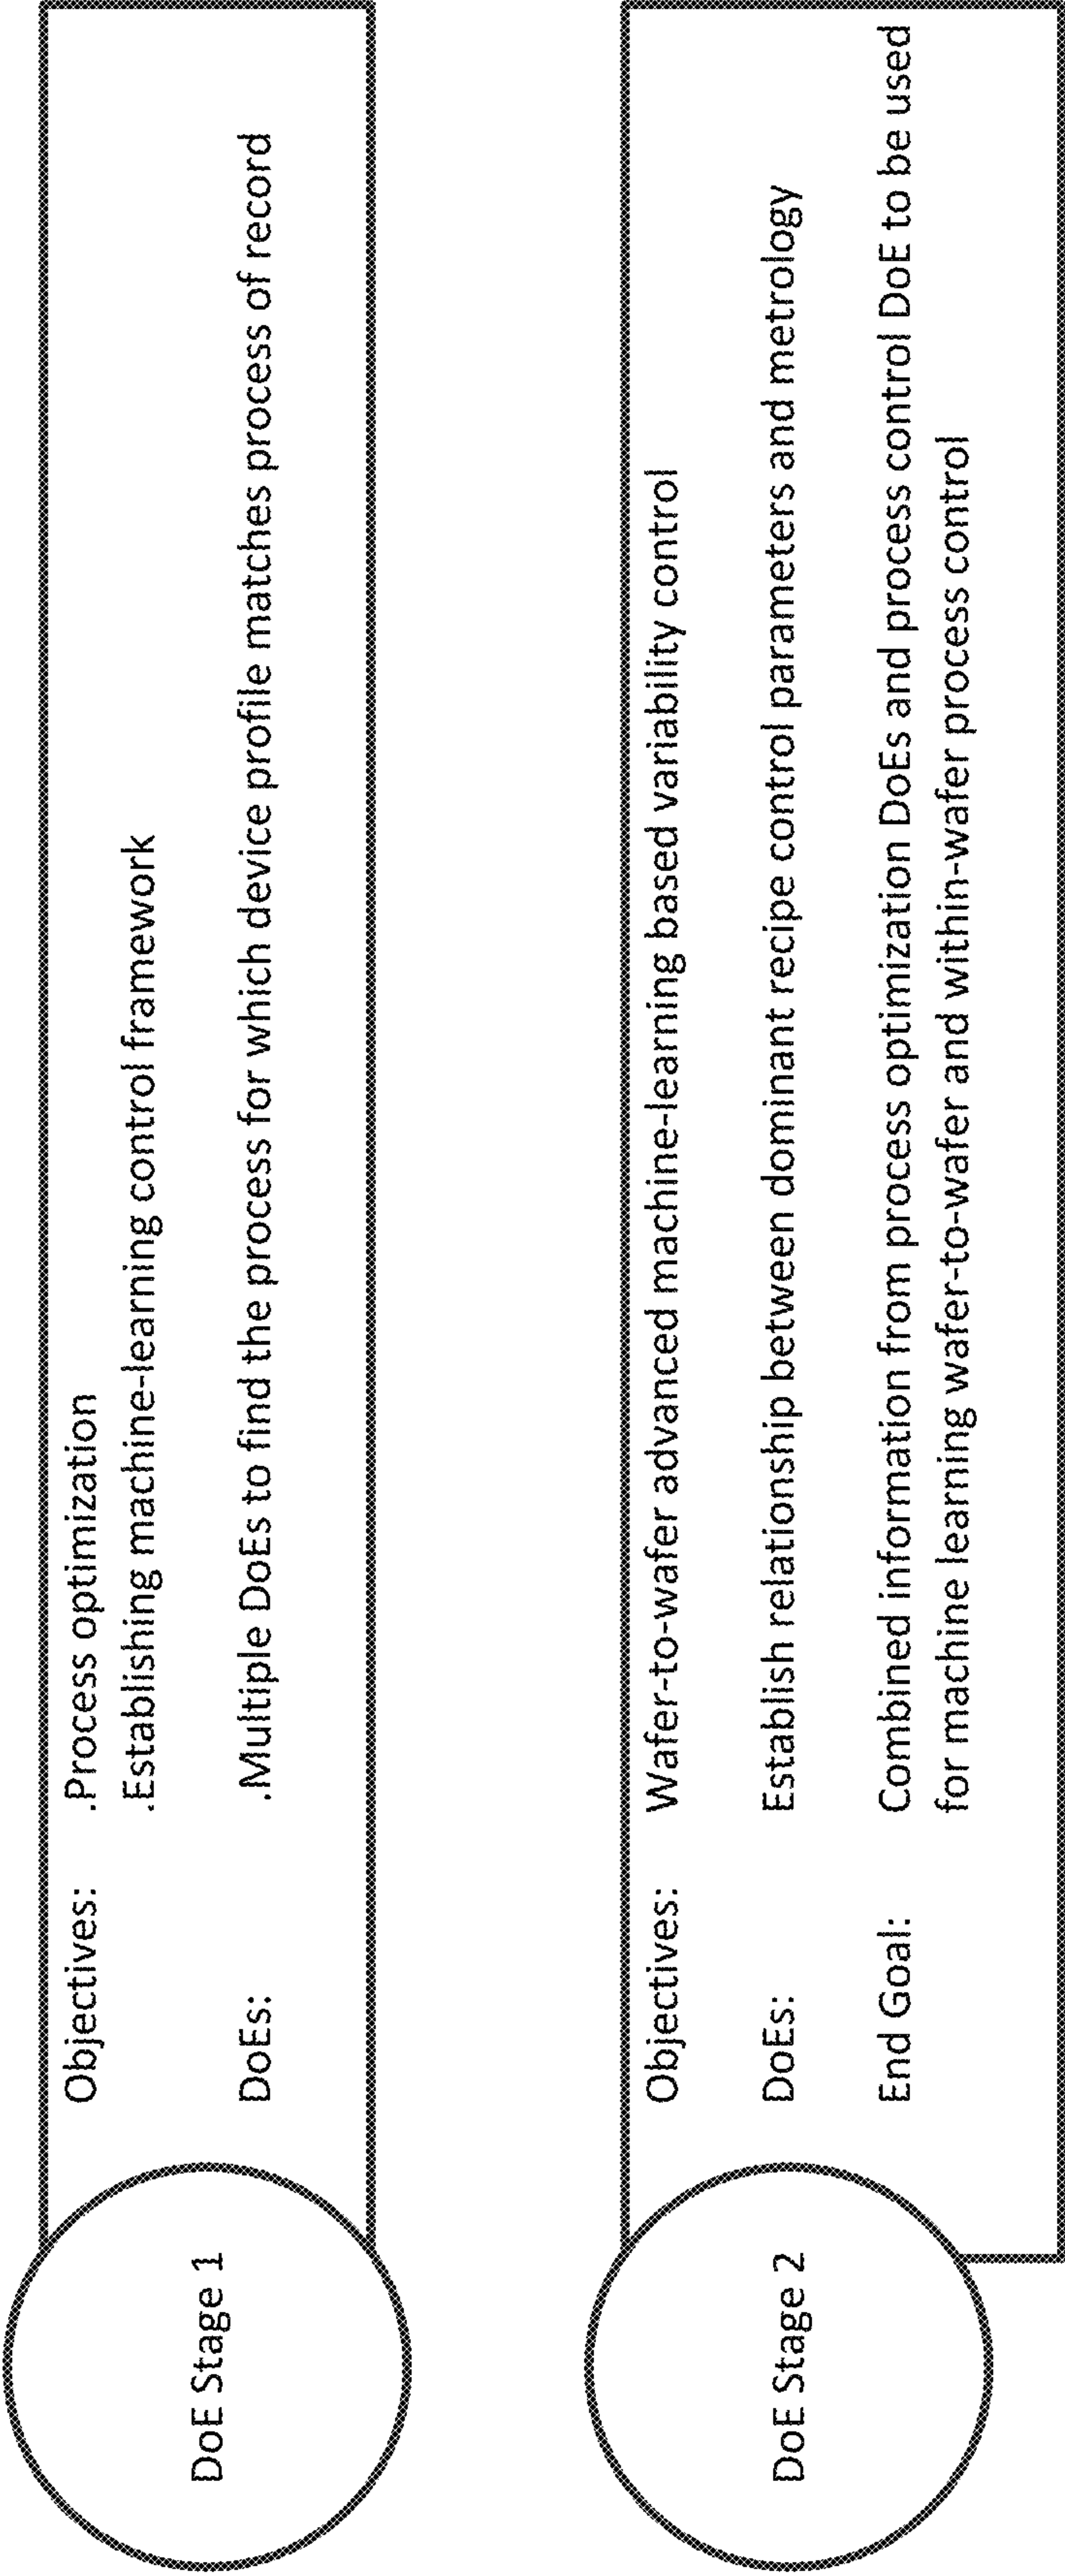 DoE Stage 1
Objectives:
.Process optimization
.Establishing machine-learning control framework
DoEs:
.Multiple DoEs to find the process for which device profile matches process of record
DoE Stage 2
Objectives:
Wafer-to-wafer advanced machine-learning based variability control
DoEs:
Establish relationship between dominant recipe control parameters and metrology
End Goal:
Combined information from process optimization DoEs and process control DoE to be used
for machine learning wafer-to-wafer and within-wafer process control